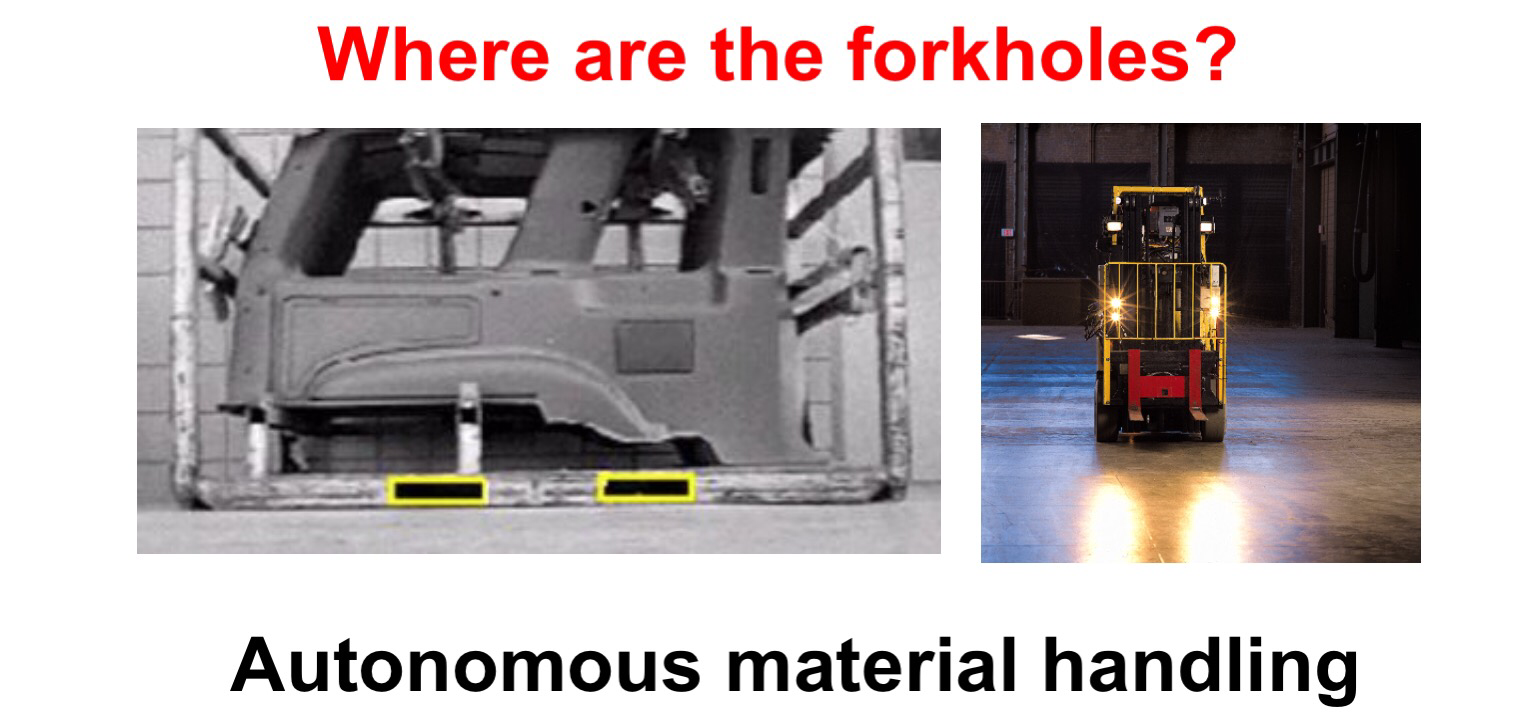 Where are the forkholes?
Autonomous material handling